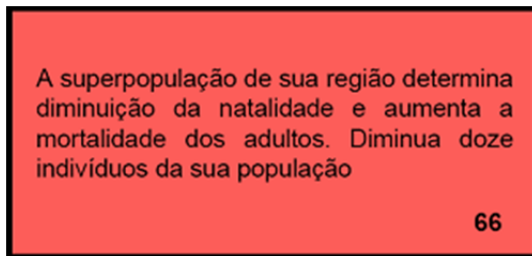 A superpopulação de sua região determina
diminuição da natalidade e aumenta a
mortalidade dos adultos. Diminua doze
indivíduos da sua população
66